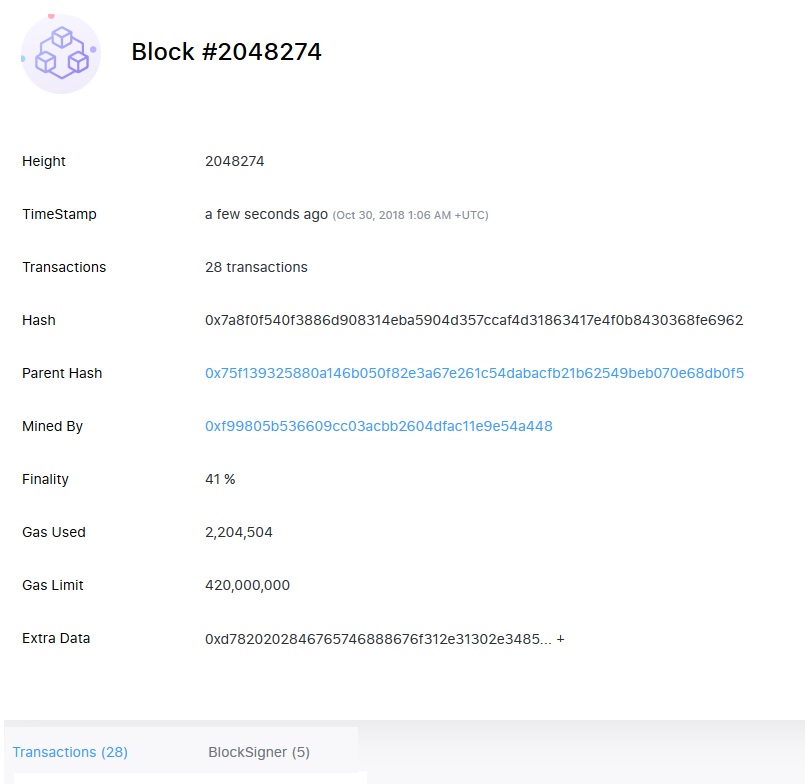 Block #2048274
Height 2048274
TimeStamp a few seconds ago (Oct 30, 2018 1:06 AM +UTC)
Transactions 28 transactions
Hash 0x7a8f0f540f3886d908314eba5904d357ccaf4d31863417e4f0b8430368fe6962
Parent Hash 0x75f139325880a146b050f82e3a67e261c54dabacfb21b62549beb070e68db0f5
Mined By 0xf99805b536609cc03acbb2604dfac11e9e54a448
Finality 41 %
Gas Used 2,204,504
Gas Limit 420,000,000
Extra Data 0xd7820202846765746888676f312e31302e3485... +
Transactions (28) BlockSigner (5)